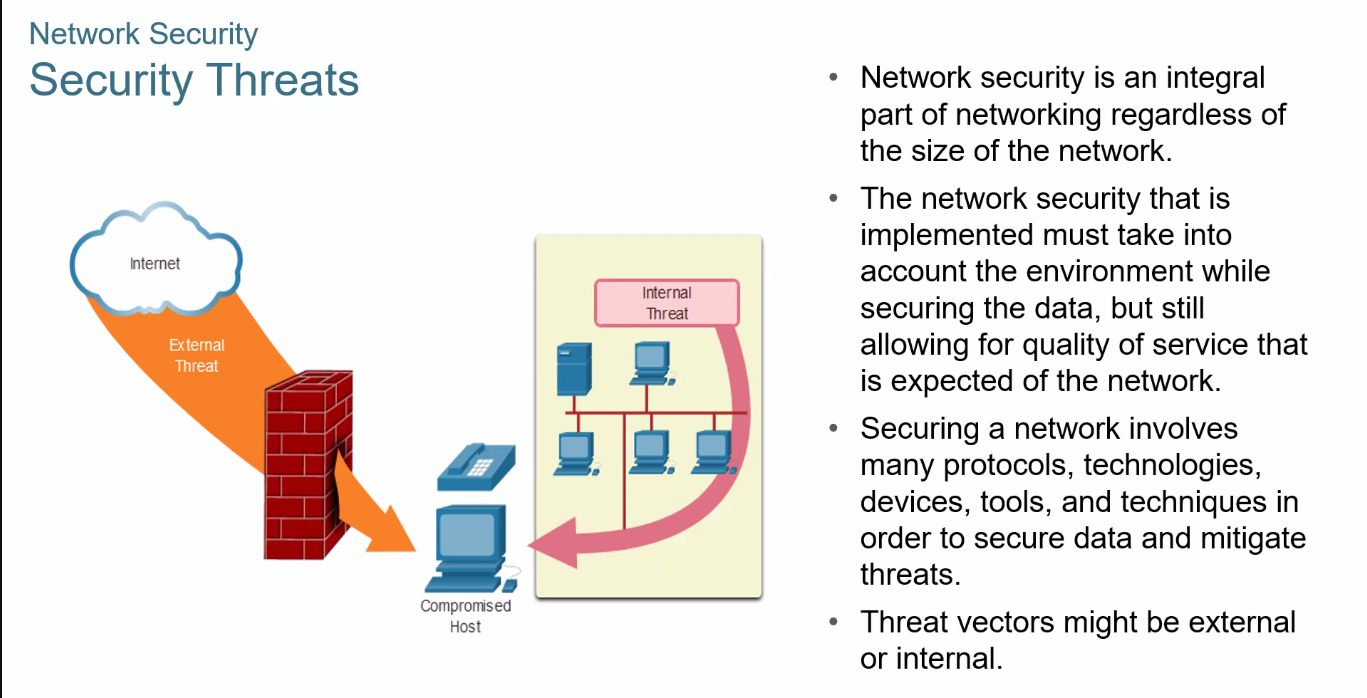 Network Security
Security Threats
Internet
External
Threat
Internal
Threat
Compromised
Host
• Network security is an integral
part of networking regardless of
the size of the network.
• The network security that is
implemented must take into
account the environment while
securing the data, but still
allowing for quality of service that
is expected of the network.
• Securing a network involves
many protocols, technologies,
devices, tools, and techniques in
order to secure data and mitigate
threats.
• Threat vectors might be external
or internal.